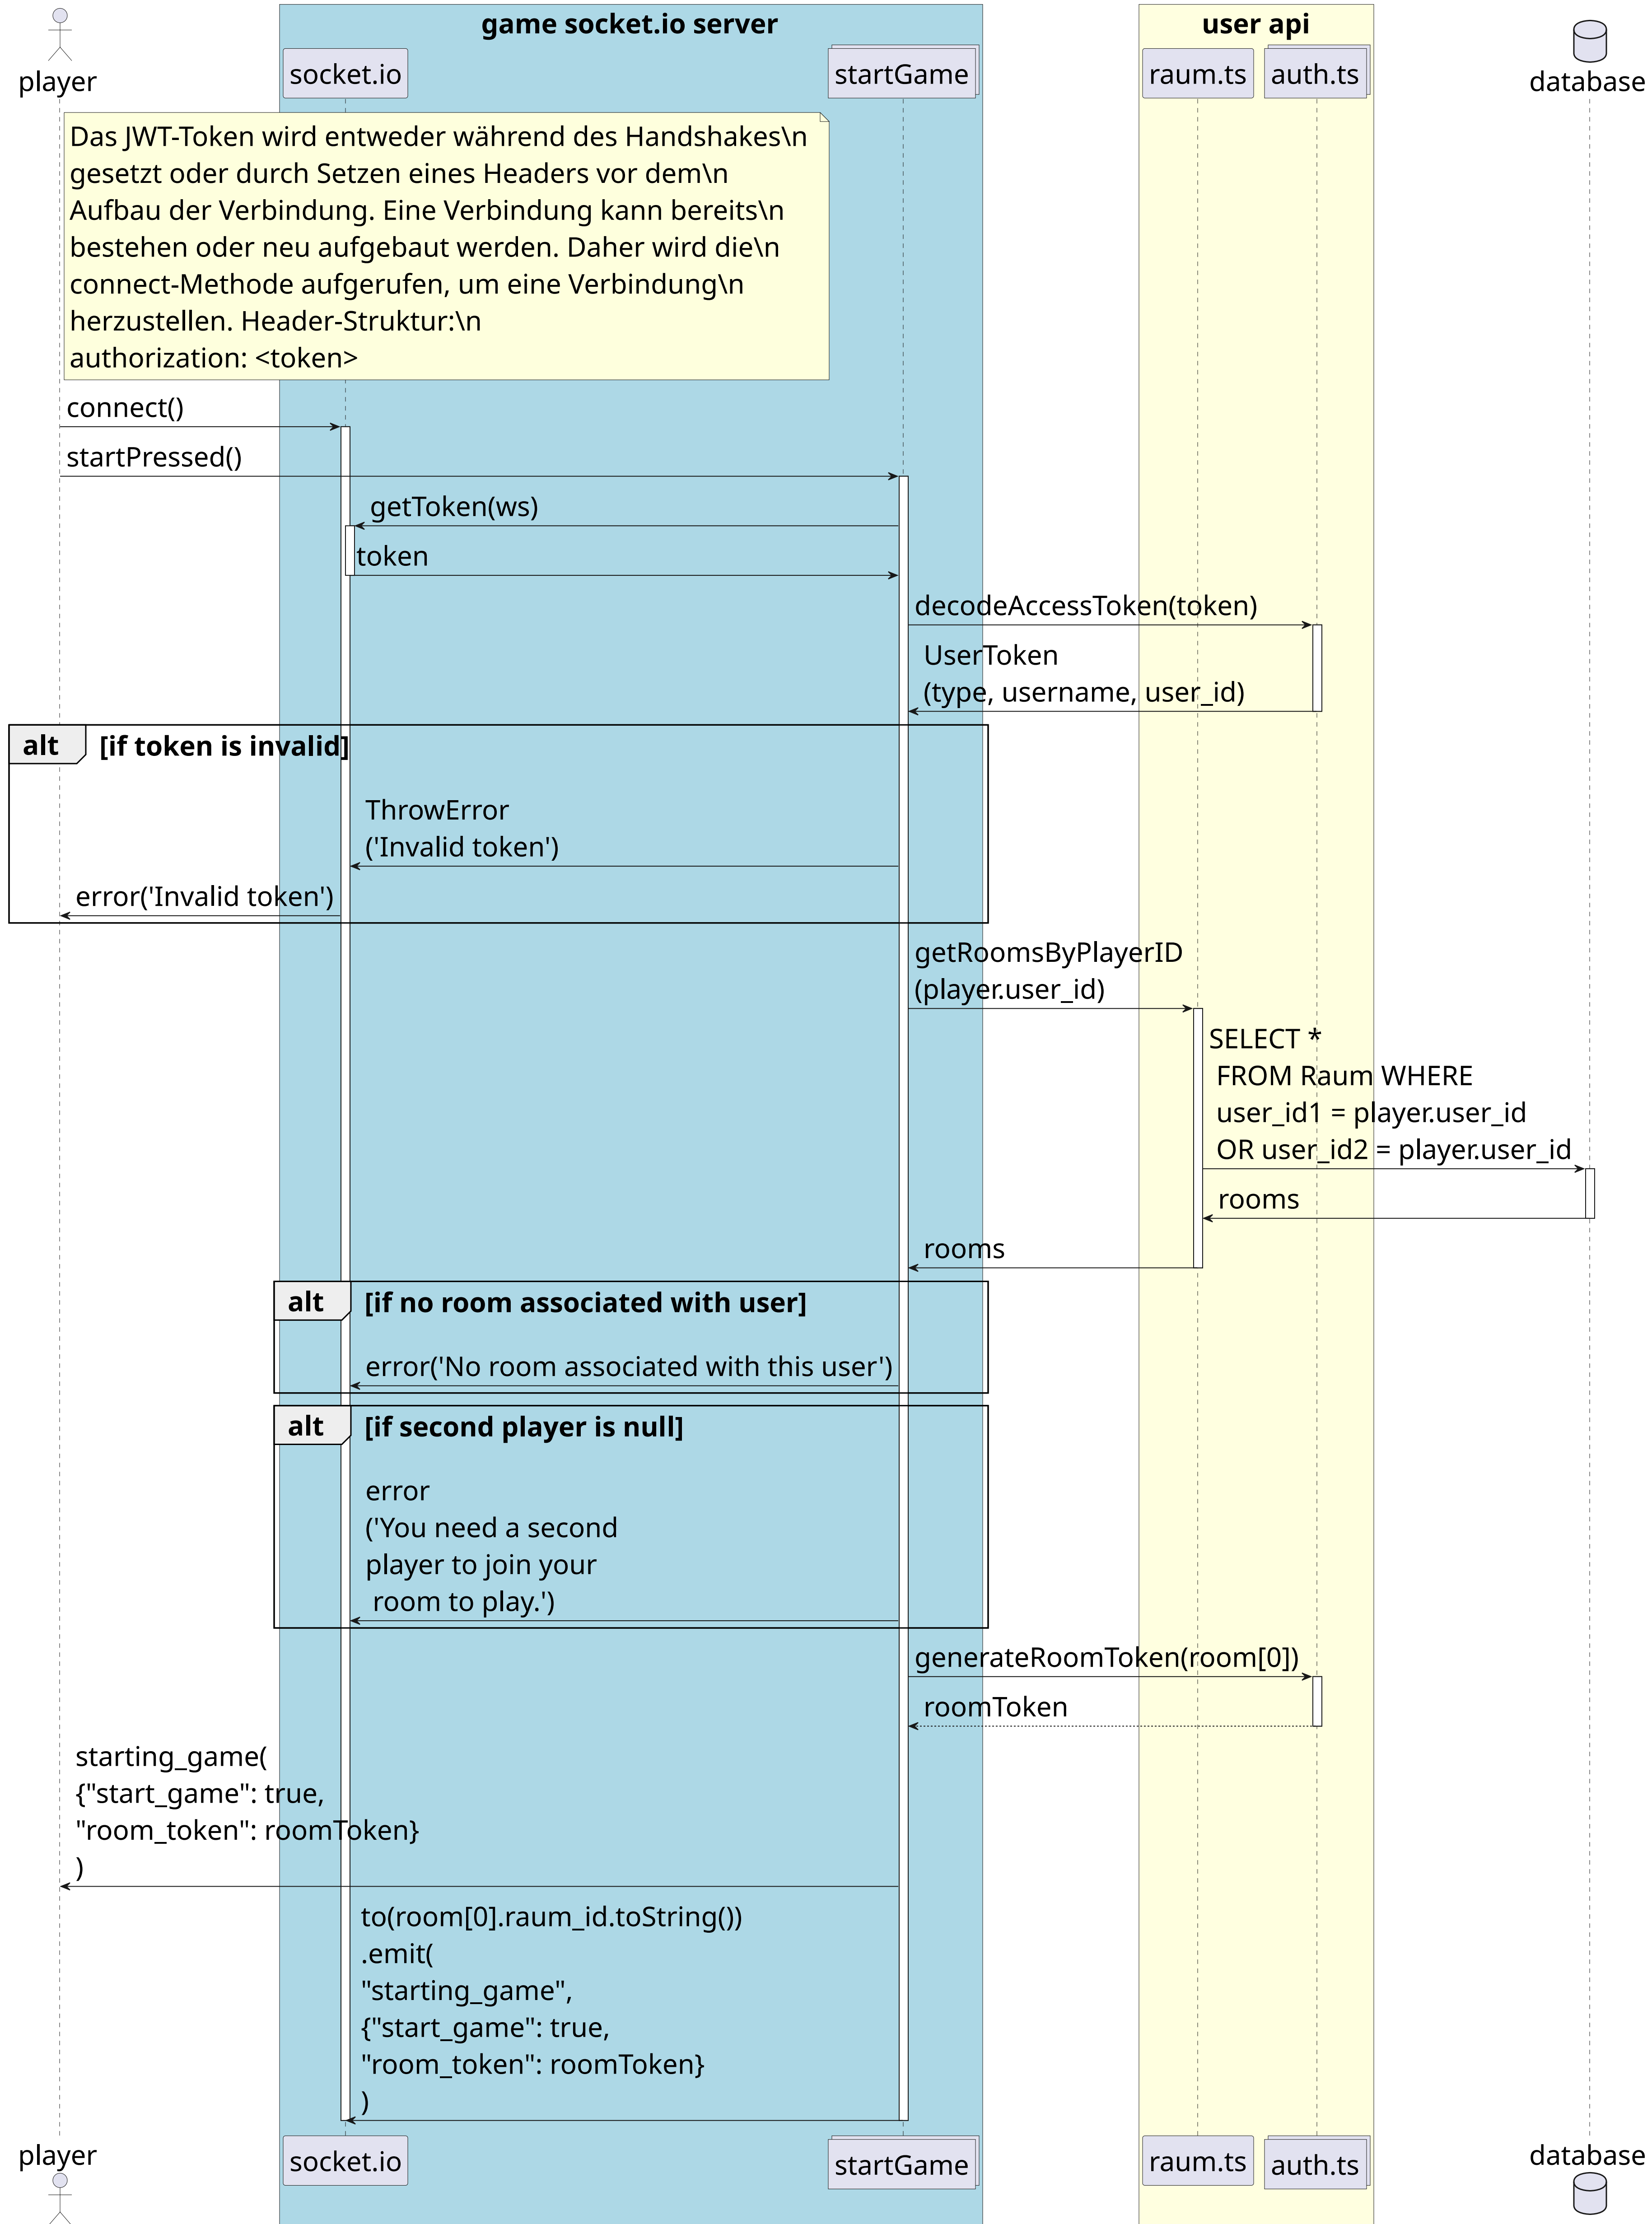 game socket.io server
user api
player
socket.io
startGame
raum.ts
auth.ts
database
Das JWT-Token wird entweder während des Handshakes\n
gesetzt oder durch Setzen eines Headers vor dem\n
Aufbau der Verbindung. Eine Verbindung kann bereits\n
bestehen oder neu aufgebaut werden. Daher wird die\n
connect-Methode aufgerufen, um eine Verbindung\n
herzustellen. Header-Struktur:\n
authorization: <token>
connect()
startPressed()
getToken(ws)
token
decodeAccessToken(token)
UserToken
(type, username, user_id)
alt
[if token is invalid]
ThrowError
('Invalid token')
error('Invalid token')
getRoomsByPlayerID
(player.user_id)
SELECT *
FROM Raum WHERE
user_id1 = player.user_id
OR user_id2 = player.user_id
rooms
rooms
alt
[if no room associated with user]
error('No room associated with this user')
alt
[if second player is null]
error
('You need a second
player to join your
room to play.')
generateRoomToken(room[0])
roomToken
starting_game(
{"start_game": true,
"room_token": roomToken}
)
to(room[0].raum_id.toString())
.emit(
"starting_game",
{"start_game": true,
"room_token": roomToken}
)
player
socket.io
startGame
raum.ts
auth.ts
database